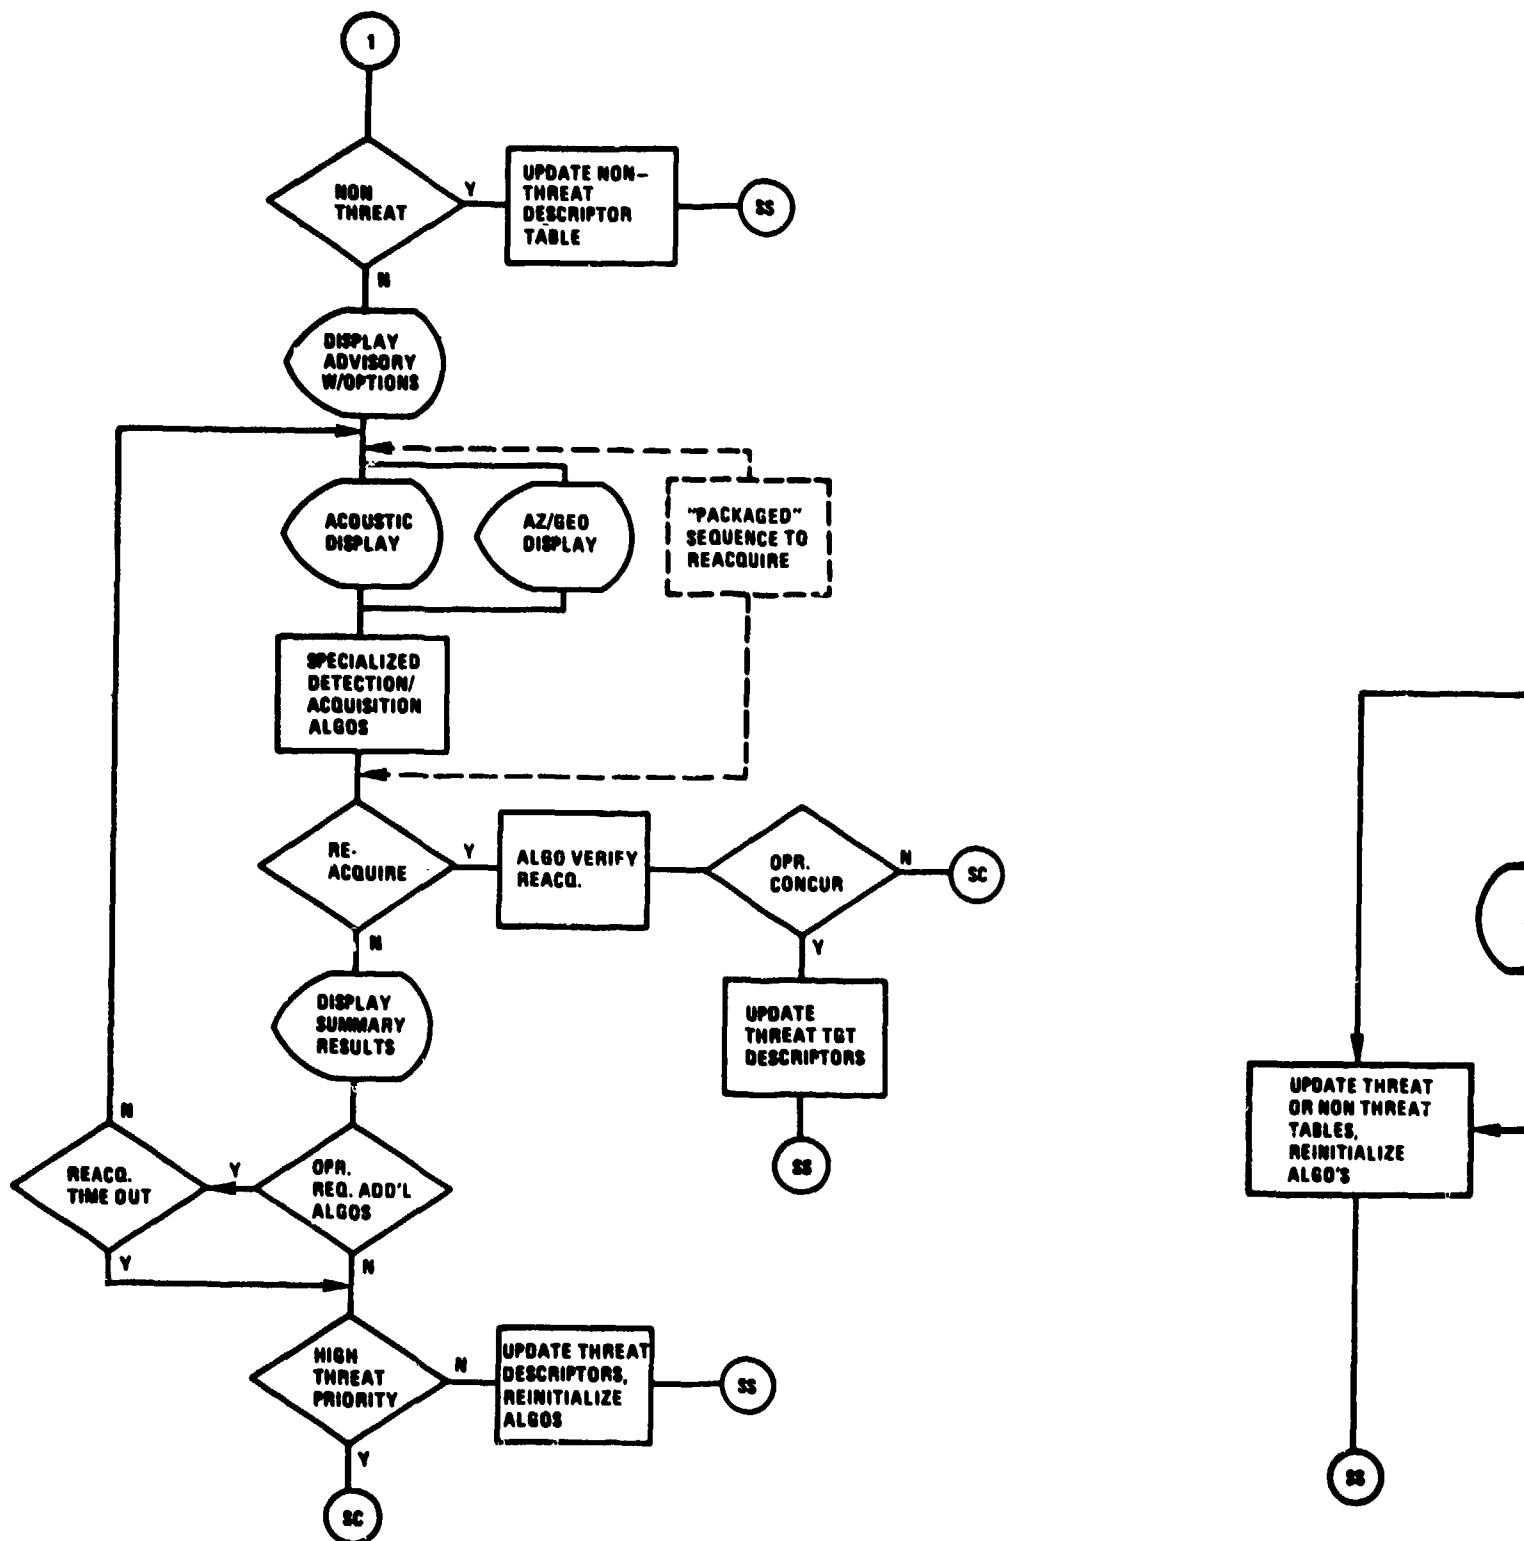 1
NON
THREAT
Y
UPDATE NON-
THREAT
DESCRIPTOR
TABLE
SS
N
DISPLAY
ADVISORY
W/OPTIONS
ACOUSTIC
DISPLAY
AZ/GEO
DISPLAY
"PACKAGED"
SEQUENCE TO
REACQUIRE
SPECIALIZED
DETECTION/
ACQUISITION
ALGOS
RE-
ACQUIRE
Y
ALGO VERIFY
REACQ.
OPR.
CONCUR
N
SC
N
Y
DISPLAY
SUMMARY
RESULTS
UPDATE
THREAT TGT
DESCRIPTORS
SS
N
REACQ.
TIME OUT
Y
OPR.
REQ. ADD'L
ALGOS
Y
N
HIGH
THREAT
PRIORITY
N
UPDATE THREAT
DESCRIPTORS,
REINITIALIZE
ALGOS
SS
Y
SC
UPDATE THREAT
OR NON THREAT
TABLES,
REINITIALIZE
ALGO'S
SS